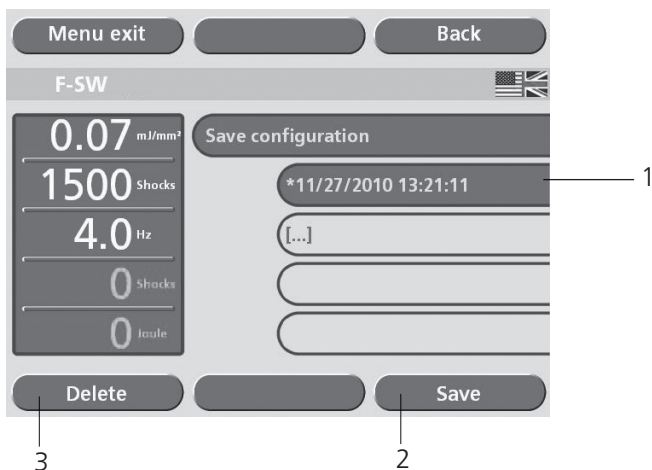 Menu exit
Back
F-SW
0.07 mJ/mm²
Save configuration
1500 Shocks
*11/27/2010 13:21:11
1
4.0 Hz
[...]
0 Shocks
0 Joule
Delete
Save
3
2